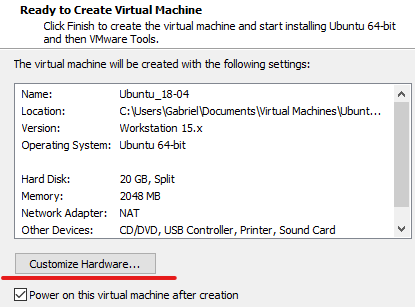 Ready to Create Virtual Machine
Click Finish to create the virtual machine and start installing Ubuntu 64-bit
and then VMware Tools.
The virtual machine will be created with the following settings:
Name: Ubuntu_18-04
Location: C:\Users\Gabriel\Documents\Virtual Machines\Ubunt...
Version: Workstation 15.x
Operating System: Ubuntu 64-bit
Hard Disk: 20 GB, Split
Memory: 2048 MB
Network Adapter: NAT
Other Devices: CD/DVD, USB Controller, Printer, Sound Card
Customize Hardware...
Power on this virtual machine after creation